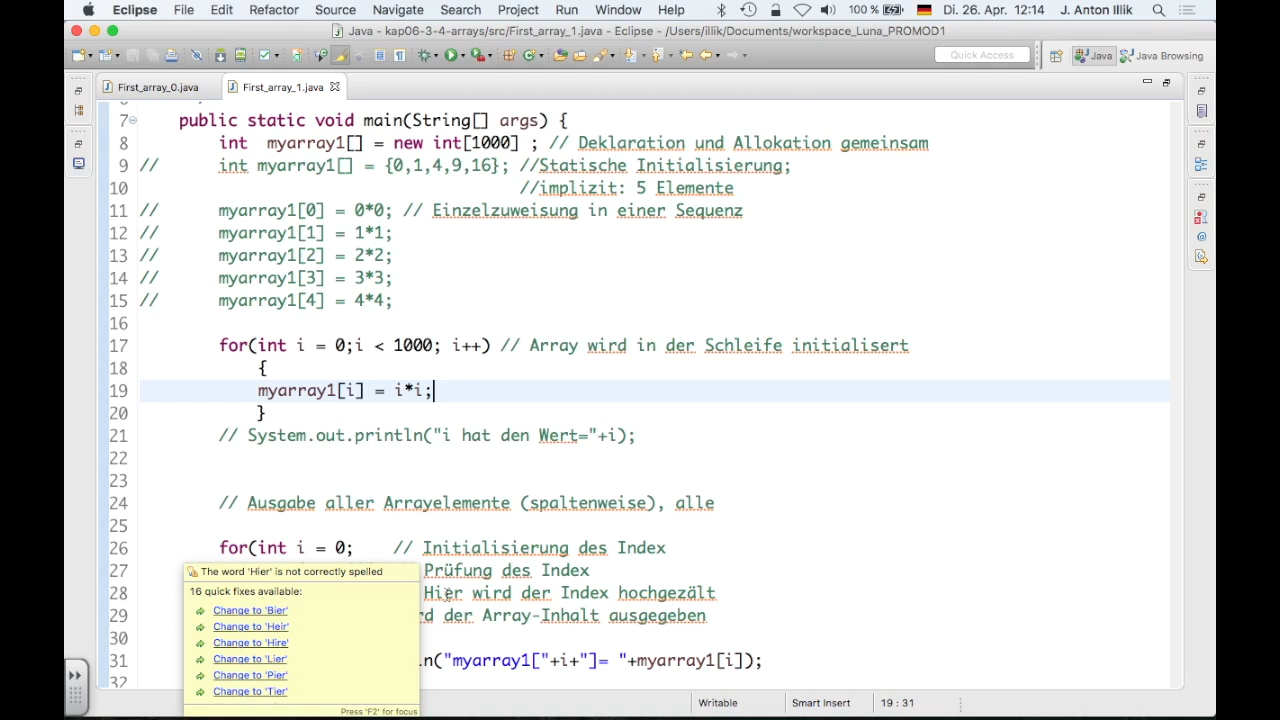 Eclipse File Edit Refactor Source Navigate Search Project Run Window Help 100 % Di. 26. Apr. 12:14 J. Anton Illik
Java - kap06-3-4-arrays/src/First_array_1.java - Eclipse - /Users/illik/Documents/workspace_Luna_PROMOD1
Quick Access Java Java Browsing
First_array_0.java First_array_1.java
7 public static void main(String[] args) {
8 int myarray1[] = new int[1000] ; // Deklaration und Allokation gemeinsam
9 // int myarray1[] = {0,1,4,9,16}; //Statische Initialisierung;
10 //implizit: 5 Elemente
11 // myarray1[0] = 0*0; // Einzelzuweisung in einer Sequenz
12 // myarray1[1] = 1*1;
13 // myarray1[2] = 2*2;
14 // myarray1[3] = 3*3;
15 // myarray1[4] = 4*4;
16
17 for(int i = 0;i < 1000; i++) // Array wird in der Schleife initialisert
18 {
19 myarray1[i] = i*i;
20 }
21 // System.out.println("i hat den Wert="+i);
22
23
24 // Ausgabe aller Arrayelemente (spaltenweise), alle
25
26 for(int i = 0; // Initialisierung des Index
27 Prüfung des Index
28 Hier wird der Index hochgezält
29 rd der Array-Inhalt ausgegeben
30
31 ln("myarray1["+i+"]= "+myarray1[i]);
32
The word 'Hier' is not correctly spelled
16 quick fixes available:
Change to 'Bier'
Change to 'Heir'
Change to 'Hire'
Change to 'Lier'
Change to 'Pier'
Change to 'Tier'
Press 'F2' for focus
Writable Smart Insert 19 : 31